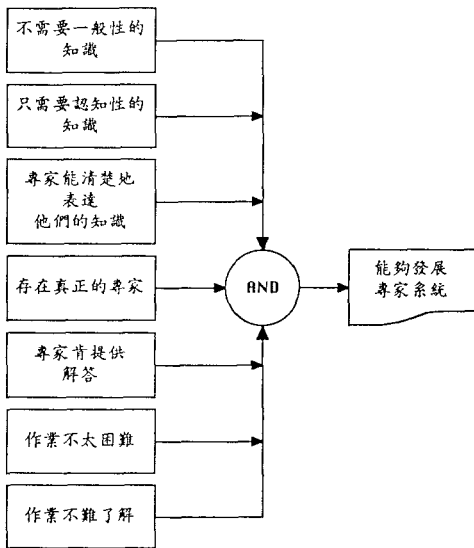 不需要一般性的
知識
只需要認知性的
知識
專家能清楚地
表達
他們的知識
存在真正的專家
專家肯提供
解答
作業不太困難
作業不難了解
AND
能夠發展
專家系統